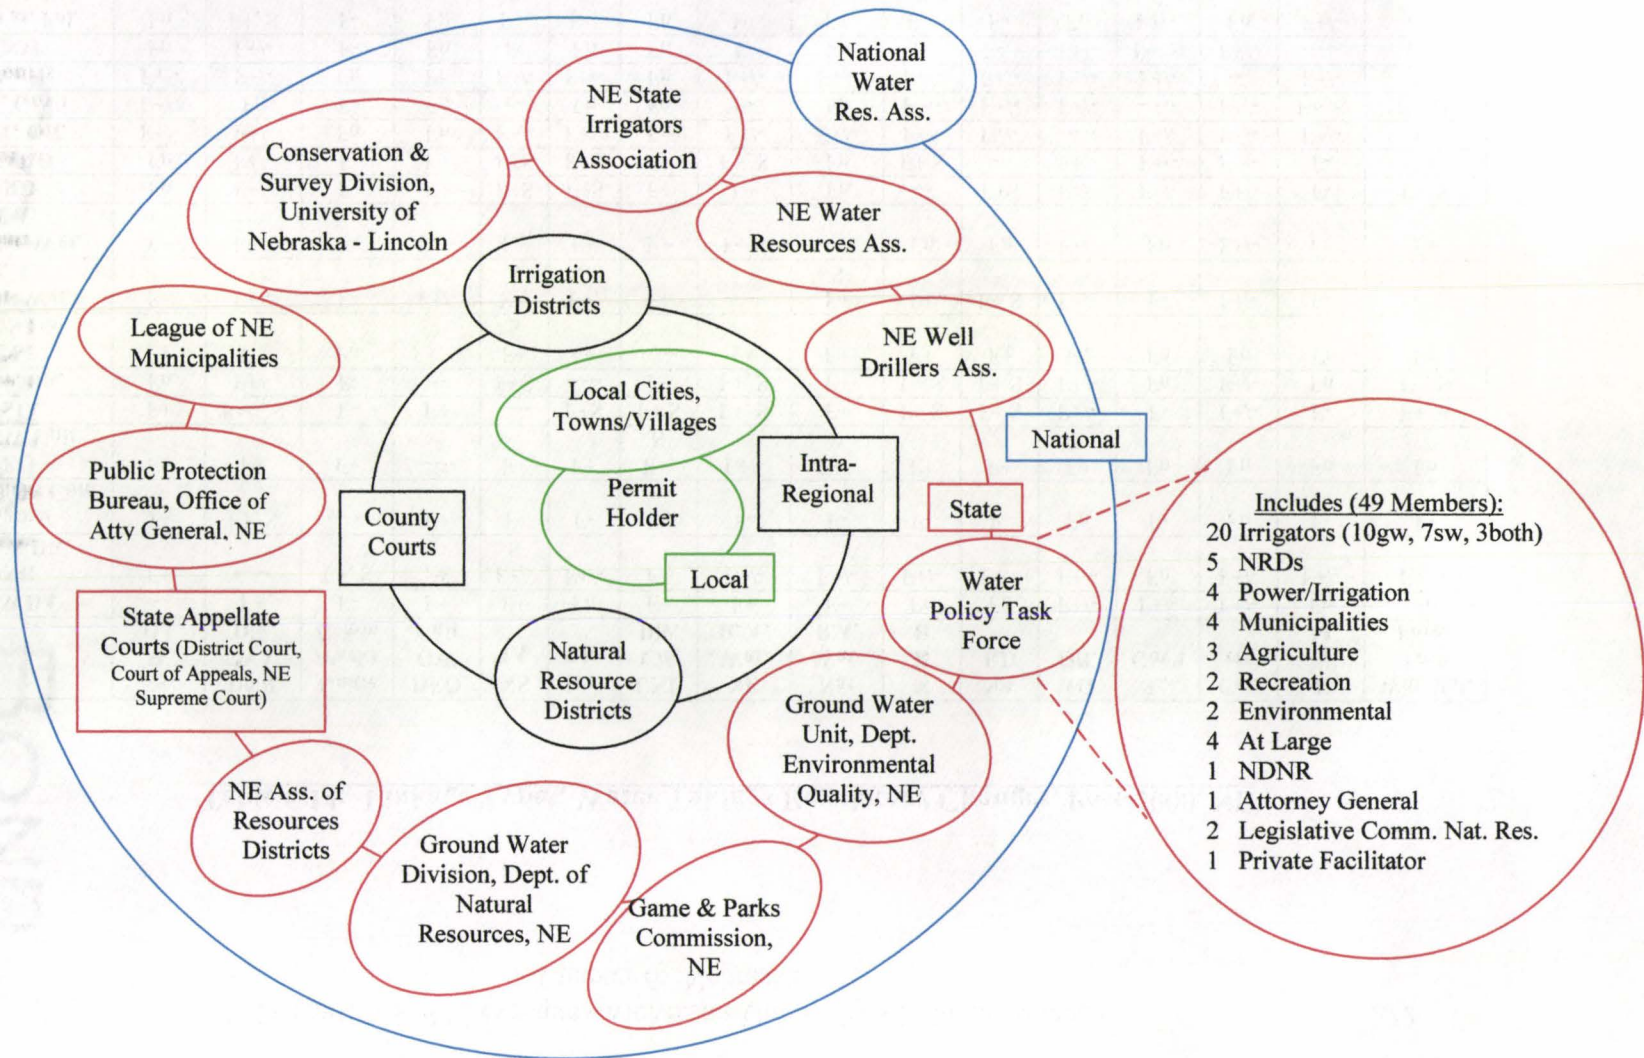 National
Water
Res. Ass.
NE State
Irrigators
Association
Conservation &
Survey Division,
University of
Nebraska - Lincoln
NE Water
Resources Ass.
Irrigation
Districts
League of NE
Municipalities
NE Well
Drillers Ass.
Local Cities,
Towns/Villages
National
Public Protection
Bureau, Office of
Atty General, NE
Intra-
Regional
Permit
Holder
County
Courts
State
Local
Water
Policy Task
Force
Includes (49 Members):
20 Irrigators (10gw, 7sw, 3both)
5 NRDs
4 Power/Irrigation
4 Municipalities
3 Agriculture
2 Recreation
2 Environmental
4 At Large
1 NDNR
1 Attorney General
2 Legislative Comm. Nat. Res.
1 Private Facilitator
State Appellate
Courts (District Court,
Court of Appeals, NE
Supreme Court)
Natural
Resource
Districts
Ground Water
Unit, Dept.
Environmental
Quality, NE
NE Ass. of
Resources
Districts
Ground Water
Division, Dept. of
Natural
Resources, NE
Game & Parks
Commission,
NE